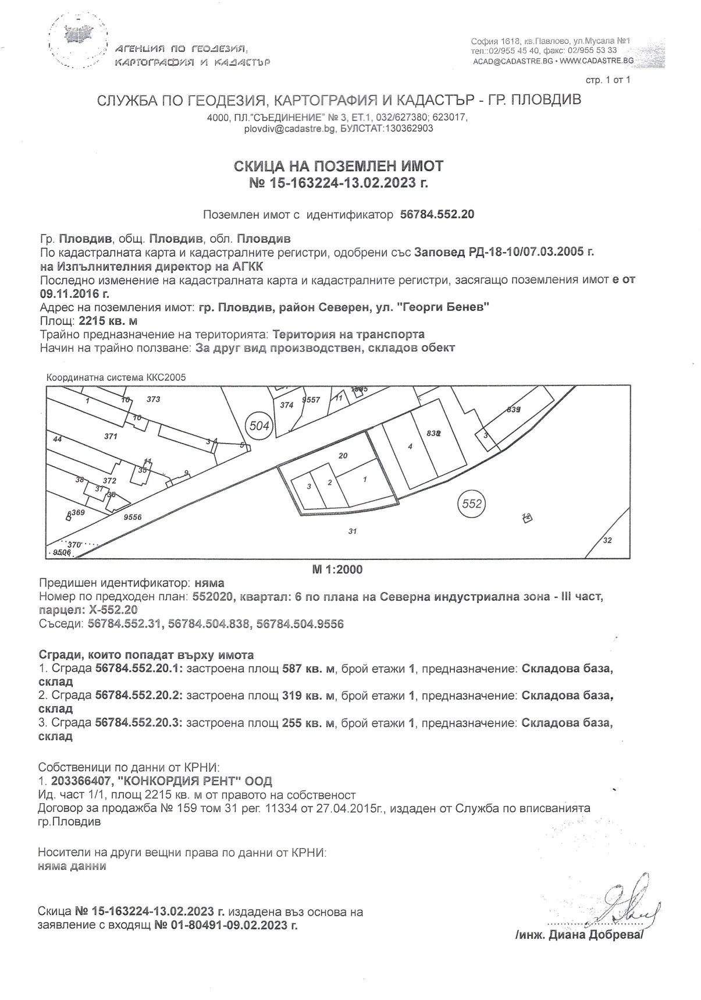 АГЕНЦИЯ ПО ГЕОДЕЗИЯ,
КАРТОГРАФИЯ И КАДАСТЪР
София 1618, кв.Павлово, ул.Мусала №1
тел.:02/955 45 40, факс: 02/955 53 33
ACAD@CADASTRE.BG • WWW.CADASTRE.BG
стр. 1 от 1
СЛУЖБА ПО ГЕОДЕЗИЯ, КАРТОГРАФИЯ И КАДАСТЪР - ГР. ПЛОВДИВ
4000, ПЛ."СЪЕДИНЕНИЕ" № 3, ЕТ.1, 032/627380; 623017,
plovdiv@cadastre.bg, БУЛСТАТ:130362903
СКИЦА НА ПОЗЕМЛЕН ИМОТ
№ 15-163224-13.02.2023 г.
Поземлен имот с идентификатор 56784.552.20
Гр. Пловдив, общ. Пловдив, обл. Пловдив
По кадастралната карта и кадастралните регистри, одобрени със Заповед РД-18-10/07.03.2005 г.
на Изпълнителния директор на АГКК
Последно изменение на кадастралната карта и кадастралните регистри, засягащо поземления имот е от
09.11.2016 г.
Адрес на поземления имот: гр. Пловдив, район Северен, ул. "Георги Бенев"
Площ: 2215 кв. м
Трайно предназначение на територията: Територия на транспорта
Начин на трайно ползване: За друг вид производствен, складов обект
Координатна система ККС2005
1
10
373
374
9557
11
10
504
371
44
3
4
5
838
839
3
4
20
11
35
9
38
372
37
36
3
2
1
552
369
9556
12
31
32
370
9506
М 1:2000
Предишен идентификатор: няма
Номер по предходен план: 552020, квартал: 6 по плана на Северна индустриална зона - III част,
парцел: X-552.20
Съседи: 56784.552.31, 56784.504.838, 56784.504.9556
Сгради, които попадат върху имота
1. Сграда 56784.552.20.1: застроена площ 587 кв. м, брой етажи 1, предназначение: Складова база,
склад
2. Сграда 56784.552.20.2: застроена площ 319 кв. м, брой етажи 1, предназначение: Складова база,
склад
3. Сграда 56784.552.20.3: застроена площ 255 кв. м, брой етажи 1, предназначение: Складова база,
склад
Собственици по данни от КРНИ:
1. 203366407, "КОНКОРДИЯ РЕНТ" ООД
Ид. част 1/1, площ 2215 кв. м от правото на собственост
Договор за продажба № 159 том 31 рег. 11334 от 27.04.2015г., издаден от Служба по вписванията
гр.Пловдив
Носители на други вещни права по данни от КРНИ:
няма данни
Скица № 15-163224-13.02.2023 г. издадена въз основа на
заявление с входящ № 01-80491-09.02.2023 г.
/инж. Диана Добрева/